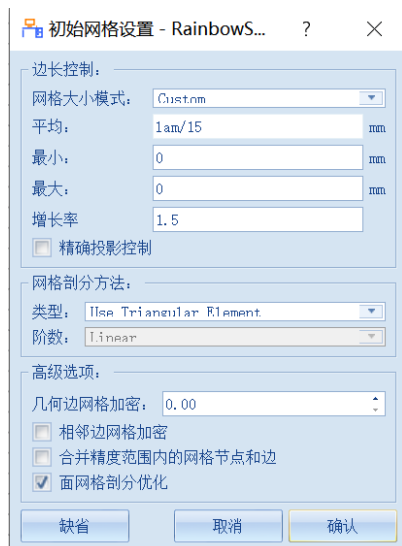 初始网格设置 - RainbowS... ?
边长控制:
网格大小模式: Custom
平均: 1am/15 mm
最小: 0 mm
最大: 0 mm
增长率 1.5
精确投影控制
网格剖分方法:
类型: Use Triangular Element
阶数: Linear
高级选项:
几何边网格加密: 0.00
相邻边网格加密
合并精度范围内的网格节点和边
面网格剖分优化
缺省 取消 确认